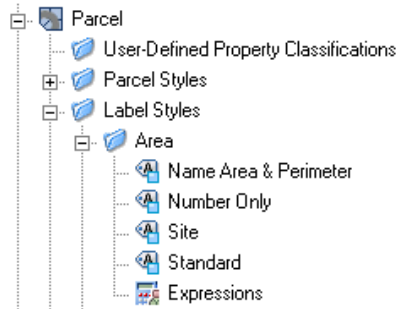 Parcel
User-Defined Property Classifications
Parcel Styles
Label Styles
Area
Name Area & Perimeter
Number Only
Site
Standard
Expressions